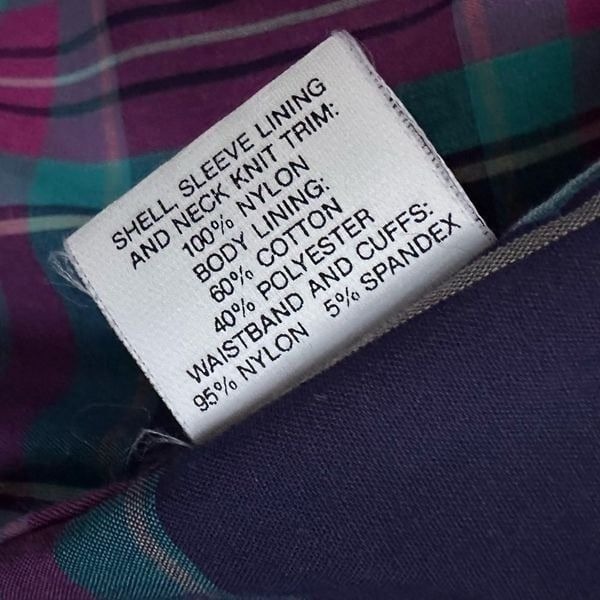 SHELL, SLEEVE LINING
AND NECK KNIT TRIM:
100% NYLON
BODY LINING:
60% COTTON
40% POLYESTER
WAISTBAND AND CUFFS:
95% NYLON 5% SPANDEX